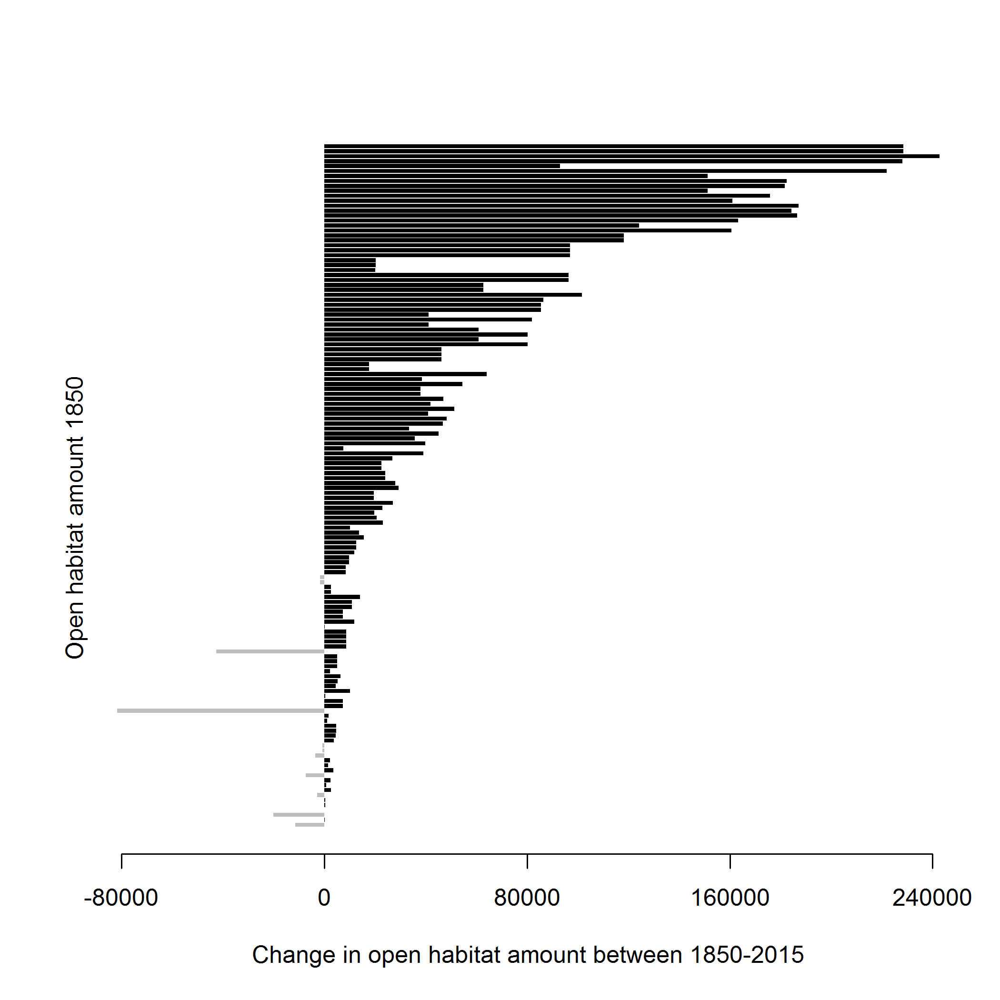 Open habitat amount 1850
-80000 0 80000 160000 240000
Change in open habitat amount between 1850-2015